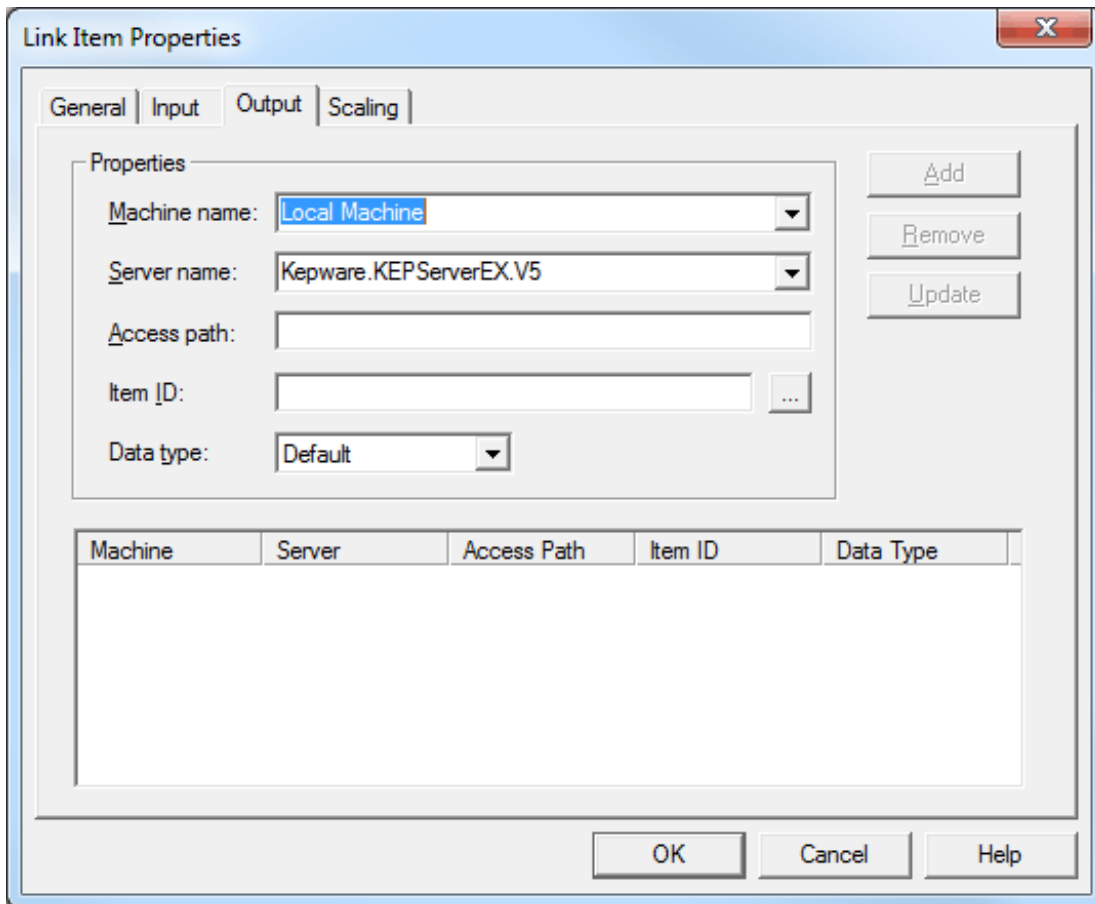 Link Item Properties
General Input Output Scaling
Properties
Machine name: Local Machine
Server name: Kepware.KEPServerEX.V5
Access path:
Item ID: ...
Data type: Default
Add
Remove
Update
Machine Server Access Path Item ID Data Type
OK Cancel Help